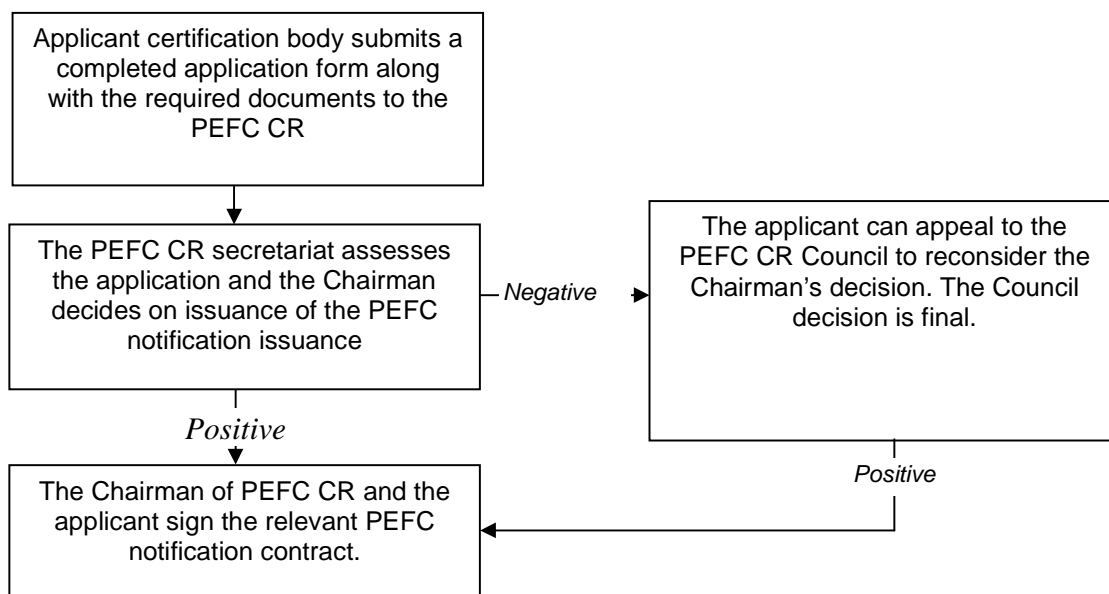 Applicant certification body submits a
completed application form along
with the required documents to the
PEFC CR
The PEFC CR secretariat assesses
the application and the Chairman
decides on issuance of the PEFC
notification issuance
Negative
The applicant can appeal to the
PEFC CR Council to reconsider the
Chairman’s decision. The Council
decision is final.
Positive
Positive
The Chairman of PEFC CR and the
applicant sign the relevant PEFC
notification contract.